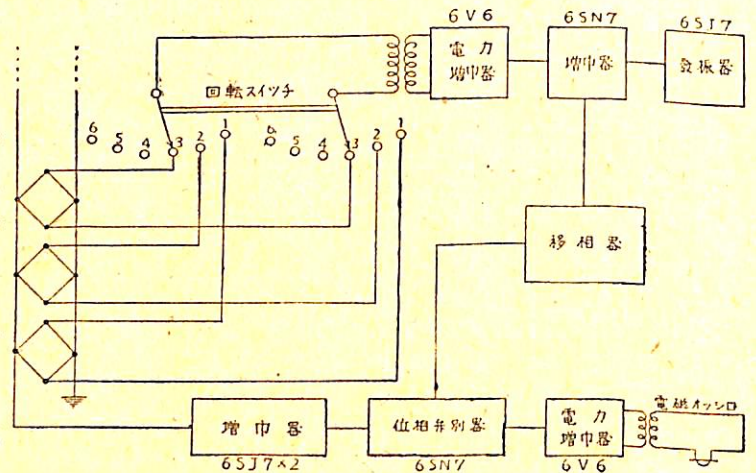 6V6
6SN7
6SJ7
電力
増巾器
増巾器
発振器
回転スイッチ
6 5 4 3 2 1
6 5 4 3 2 1
移相器
電磁オッシロ
増巾器
位相弁別器
電力
増巾器
6SJ7×2
6SN7
6V6